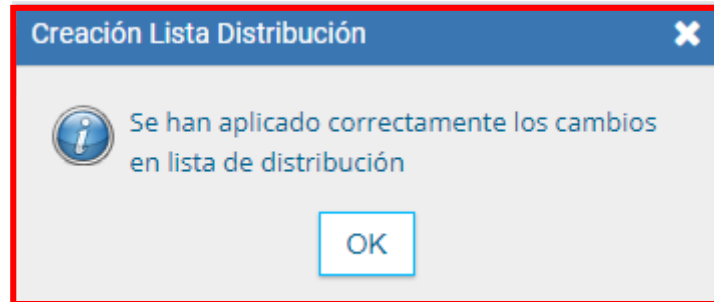 Creación Lista Distribución
Se han aplicado correctamente los cambios
en lista de distribución
OK